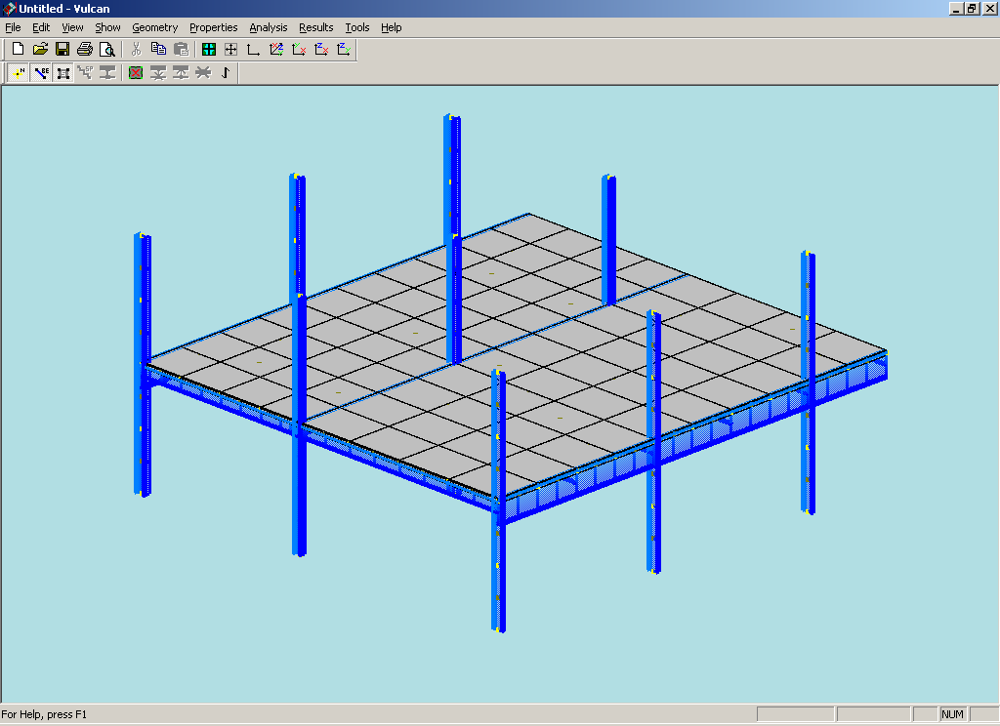 Untitled - Vulcan
File Edit View Show Geometry Properties Analysis Results Tools Help
For Help, press F1 NUM